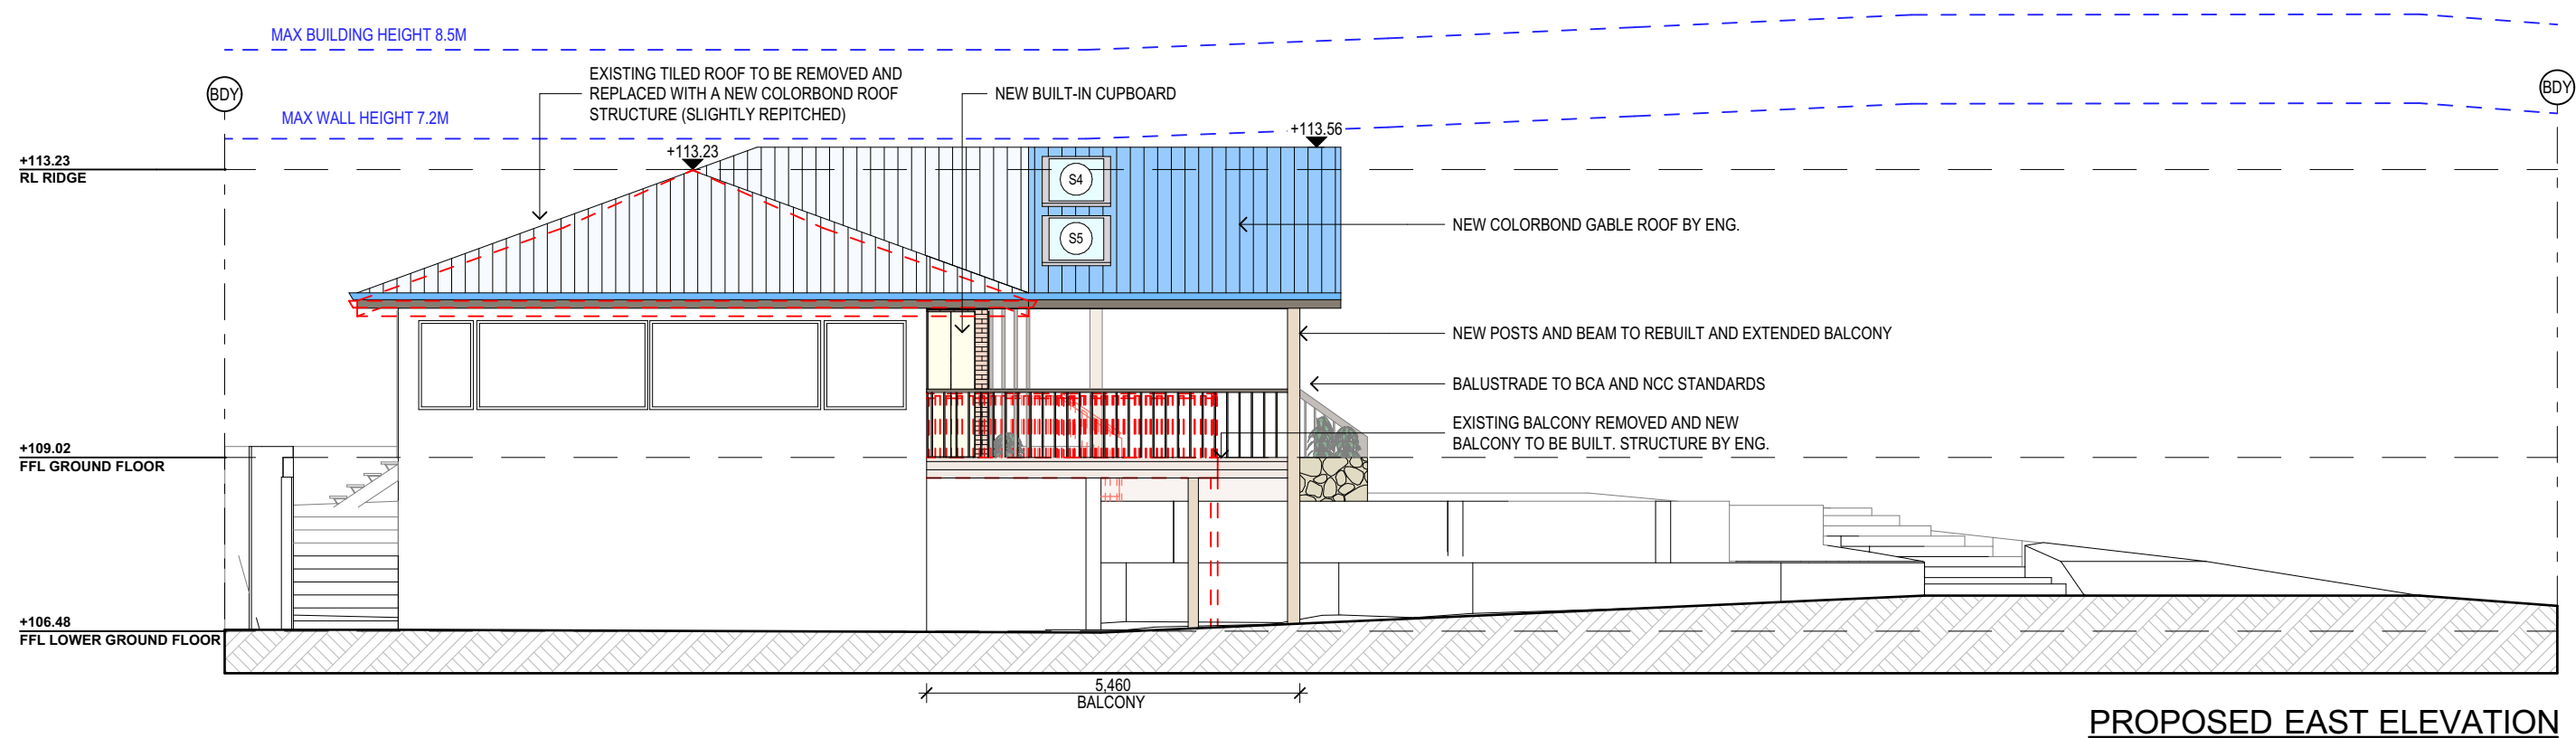 MAX BUILDING HEIGHT 8.5M
EXISTING TILED ROOF TO BE REMOVED AND
REPLACED WITH A NEW COLORBOND ROOF
STRUCTURE (SLIGHTLY REPITCHED)
BDY
NEW BUILT-IN CUPBOARD
BDY
MAX WALL HEIGHT 7.2M
+113.56
+113.23
+113.23
RL RIDGE
S4
S5
NEW COLORBOND GABLE ROOF BY ENG.
NEW POSTS AND BEAM TO REBUILT AND EXTENDED BALCONY
BALUSTRADE TO BCA AND NCC STANDARDS
EXISTING BALCONY REMOVED AND NEW
BALCONY TO BE BUILT. STRUCTURE BY ENG.
+109.02
FFL GROUND FLOOR
+106.48
FFL LOWER GROUND FLOOR
5,460
BALCONY
PROPOSED EAST ELEVATION